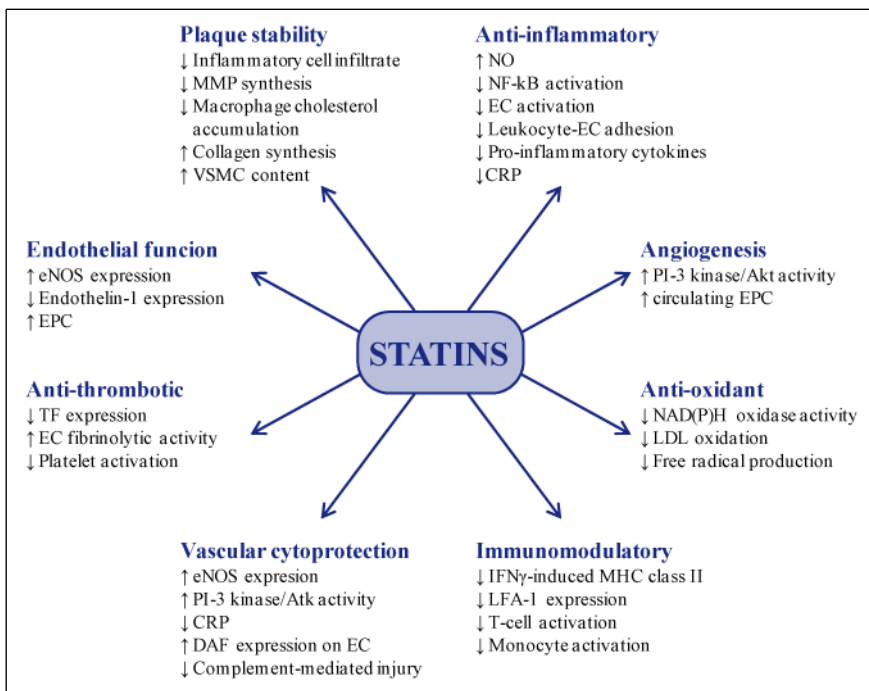 Plaque stability
↓ Inflammatory cell infiltrate
↓ MMP synthesis
↓ Macrophage cholesterol
accumulation
↑ Collagen synthesis
↑ VSMC content
Anti-inflammatory
↑ NO
↓ NF-kB activation
↓ EC activation
↓ Leukocyte-EC adhesion
↓ Pro-inflammatory cytokines
↓ CRP
Endothelial funcion
↑ eNOS expression
↓ Endothelin-1 expression
↑ EPC
Angiogenesis
↑ PI-3 kinase/Akt activity
↑ circulating EPC
STATINS
Anti-thrombotic
↓ TF expression
↑ EC fibrinolytic activity
↓ Platelet activation
Anti-oxidant
↓ NAD(P)H oxidase activity
↓ LDL oxidation
↓ Free radical production
Vascular cytoprotection
↑ eNOS expresion
↑ PI-3 kinase/Atk activity
↓ CRP
↑ DAF expression on EC
↓ Complement-mediated injury
Immunomodulatory
↓ IFNγ-induced MHC class II
↓ LFA-1 expression
↓ T-cell activation
↓ Monocyte activation